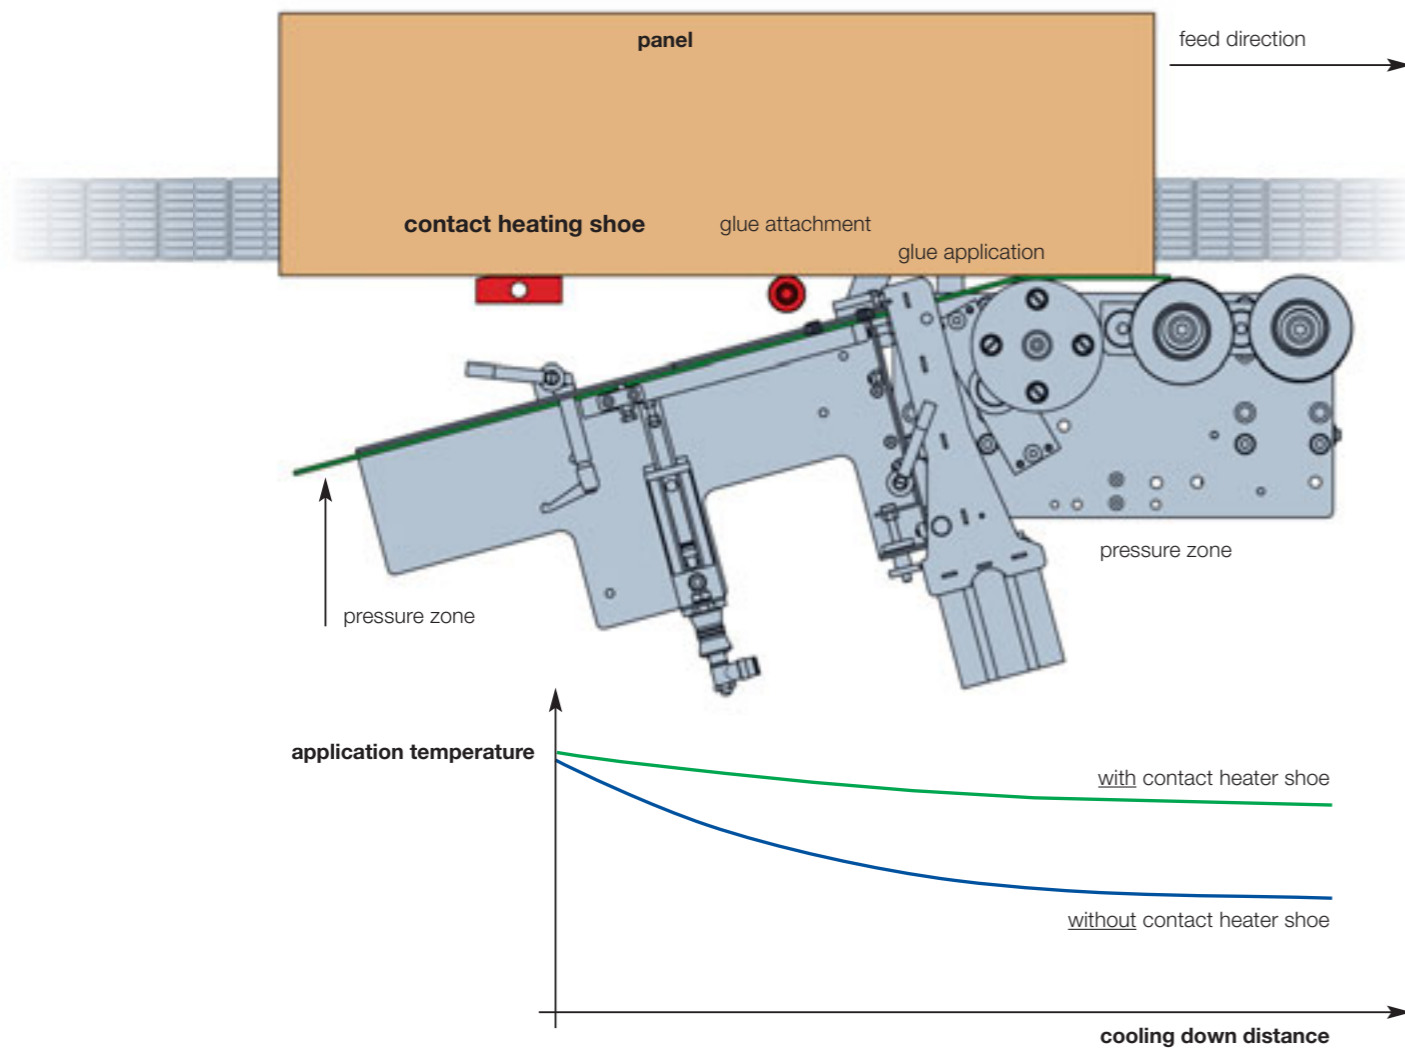 panel
feed direction
contact heating shoe
glue attachment
glue application
pressure zone
pressure zone
application temperature
with contact heater shoe
without contact heater shoe
cooling down distance